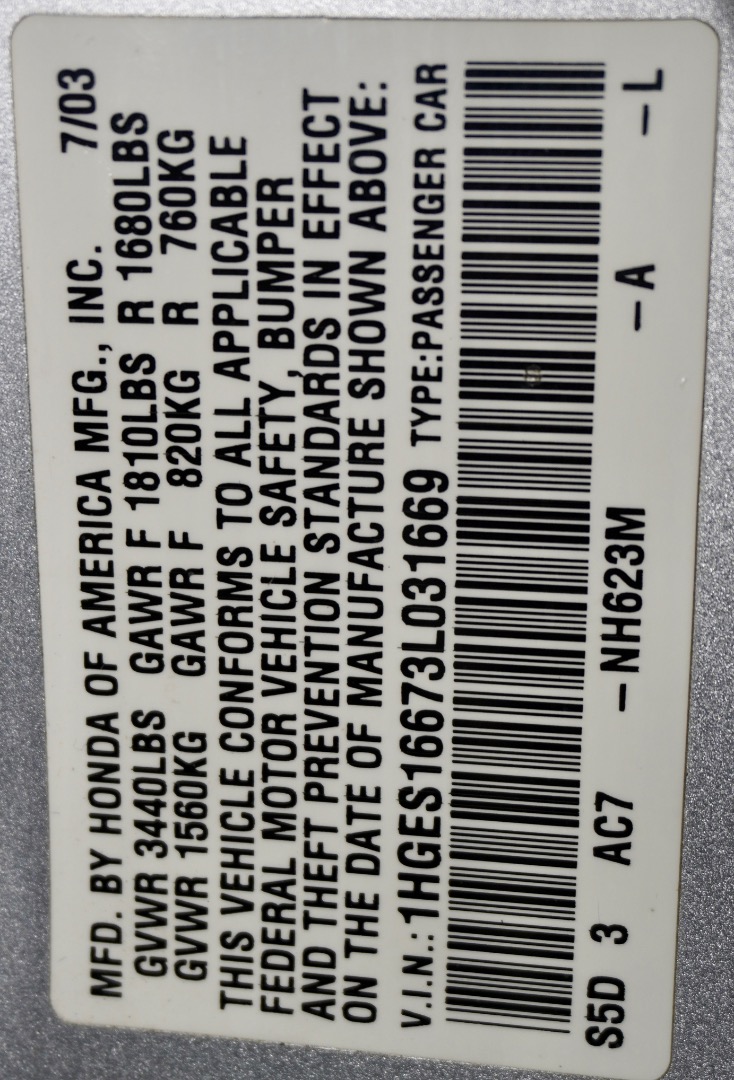 MFD. BY HONDA OF AMERICA MFG., INC. 7/03
GVWR 3440LBS GAWR F 1810LBS R 1680LBS
GVWR 1560KG GAWR F 820KG R 760KG
THIS VEHICLE CONFORMS TO ALL APPLICABLE
FEDERAL MOTOR VEHICLE SAFETY, BUMPER
AND THEFT PREVENTION STANDARDS IN EFFECT
ON THE DATE OF MANUFACTURE SHOWN ABOVE:
V.I.N.: 1HGES16673L031669 TYPE:PASSENGER CAR
S5D 3 AC7 –NH623M –A –L